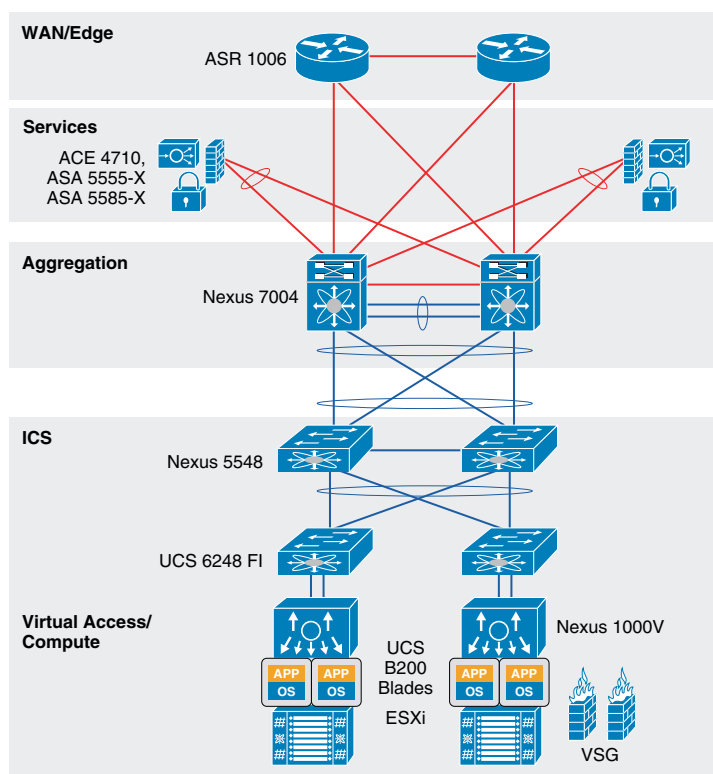 WAN/Edge
ASR 1006
Services
ACE 4710,
ASA 5555-X
ASA 5585-X
Aggregation
Nexus 7004
ICS
Nexus 5548
UCS 6248 FI
Virtual Access/
Compute
Nexus 1000V
UCS
B200
Blades
APP
OS
APP
OS
APP
OS
APP
OS
ESXi
VSG